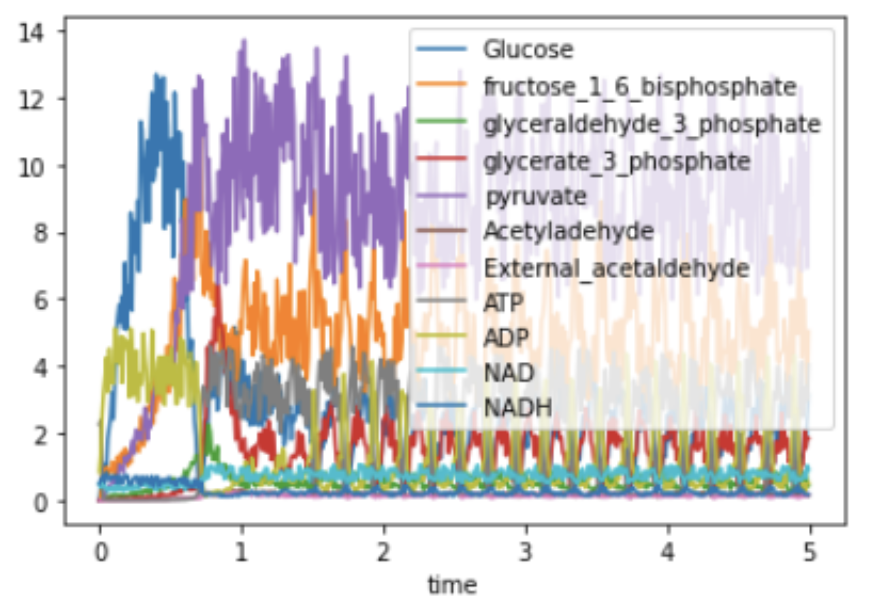 14
12
10
8
6
4
2
0
Glucose
fructose_1_6_bisphosphate
glyceraldehyde_3_phosphate
glycerate_3_phosphate
pyruvate
Acetyladehyde
External_acetaldehyde
ATP
ADP
NAD
NADH
0 1 2 3 4 5
time